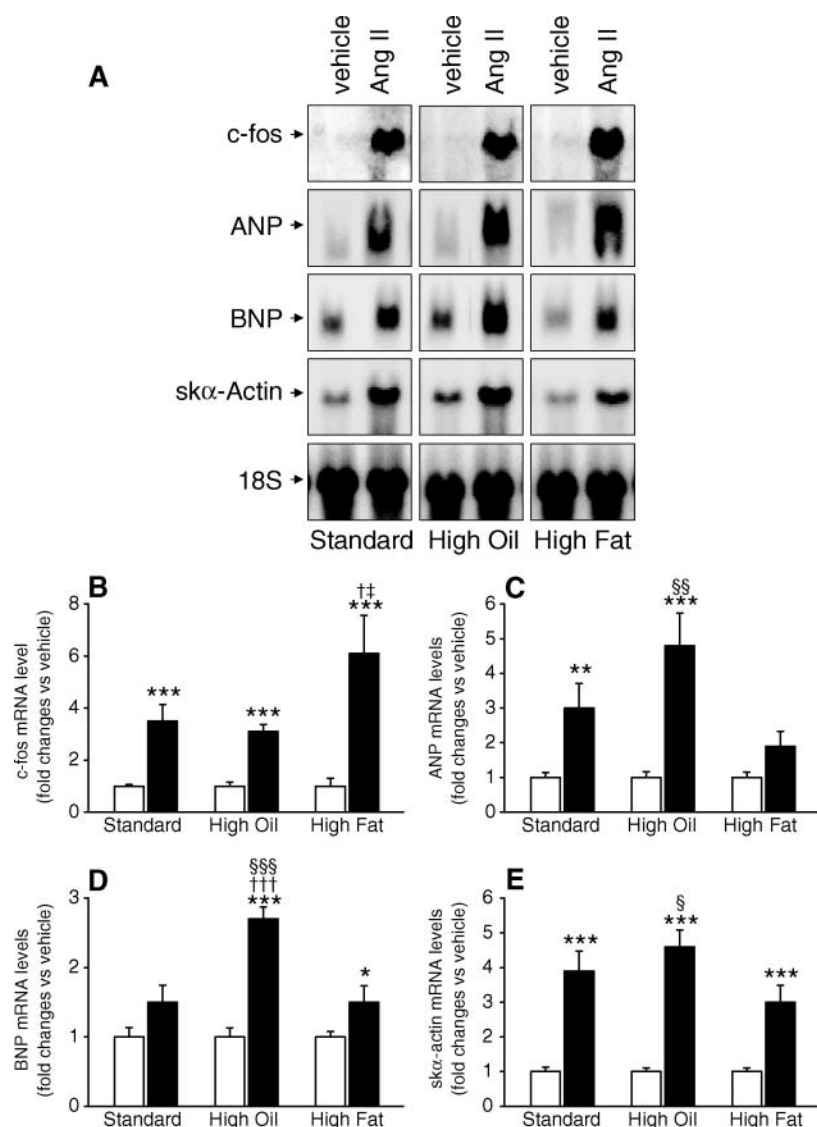 A
vehicle
Ang II
vehicle
Ang II
vehicle
Ang II
c-fos
ANP
BNP
skα-Actin
18S
Standard High Oil High Fat
B
c-fos mRNA level
(fold changes vs vehicle)
8
6
4
2
0
***
***
†‡
***
Standard High Oil High Fat
C
ANP mRNA levels
(fold changes vs vehicle)
6
5
4
3
2
1
0
**
§§
***
Standard High Oil High Fat
D
BNP mRNA levels
(fold changes vs vehicle)
3
2
1
0
§§§
†††
***
*
Standard High Oil High Fat
E
skα-actin mRNA levels
(fold changes vs vehicle)
6
5
4
3
2
1
0
***
§
***
***
Standard High Oil High Fat